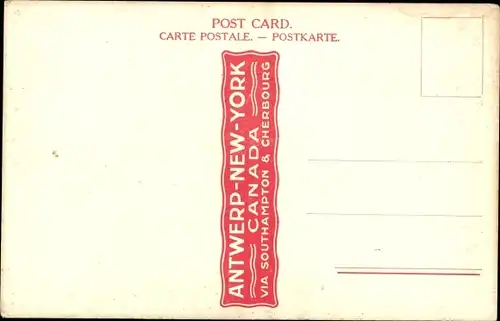 POST CARD.
CARTE POSTALE. — POSTKARTE.
ANTWERP-NEW-YORK
CANADA
VIA SOUTHAMPTON & CHERBOURG